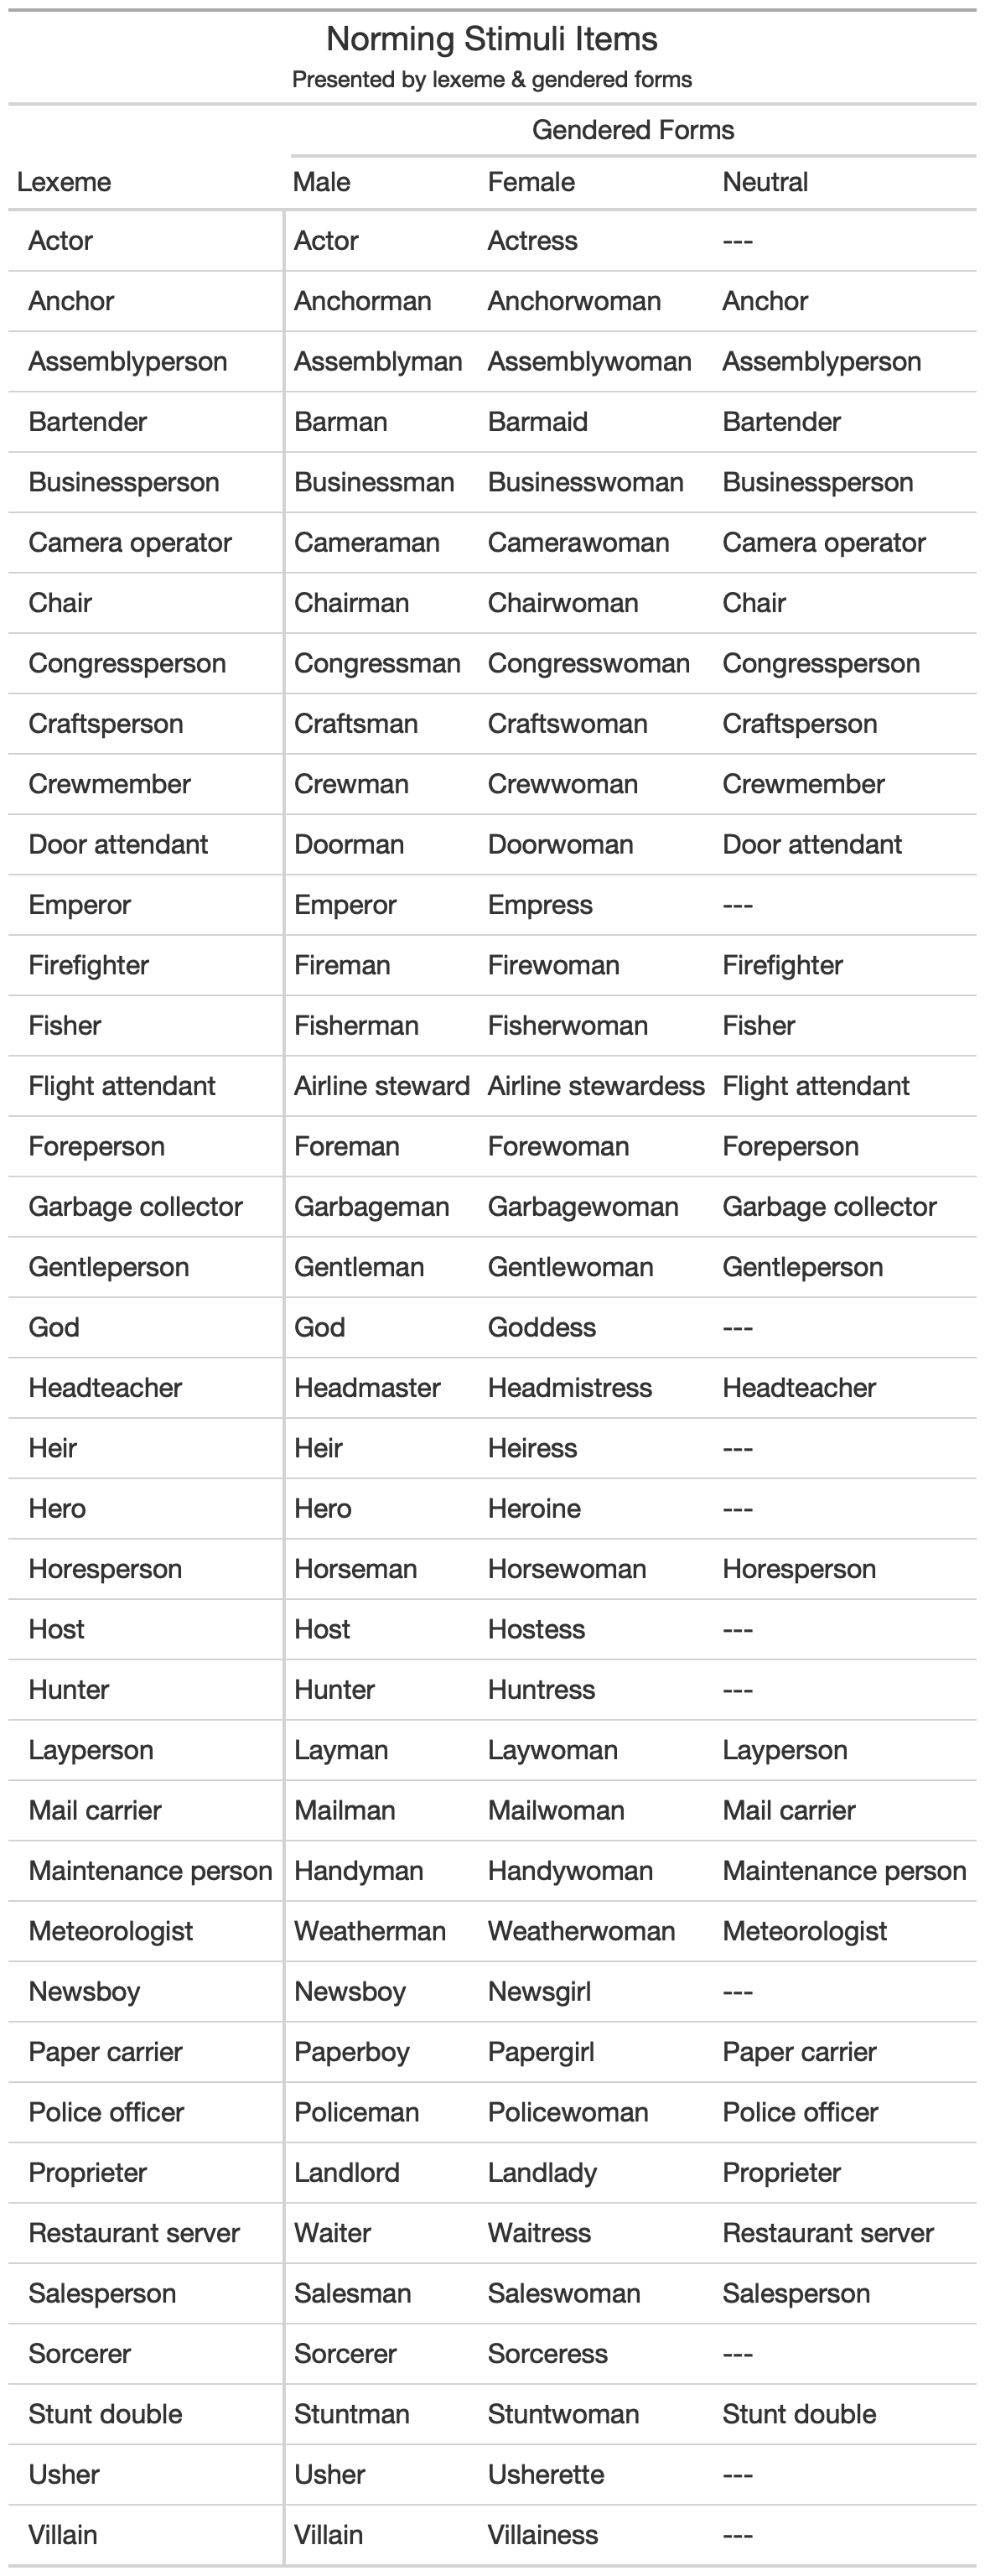 Norming Stimuli Items
Presented by lexeme & gendered forms
Gendered Forms
Lexeme Male Female Neutral
Actor Actor Actress ---
Anchor Anchorman Anchorwoman Anchor
Assemblyperson Assemblyman Assemblywoman Assemblyperson
Bartender Barman Barmaid Bartender
Businessperson Businessman Businesswoman Businessperson
Camera operator Cameraman Camerawoman Camera operator
Chair Chairman Chairwoman Chair
Congressperson Congressman Congresswoman Congressperson
Craftsperson Craftsman Craftswoman Craftsperson
Crewmember Crewman Crewwoman Crewmember
Door attendant Doorman Doorwoman Door attendant
Emperor Emperor Empress ---
Firefighter Fireman Firewoman Firefighter
Fisher Fisherman Fisherwoman Fisher
Flight attendant Airline steward Airline stewardess Flight attendant
Foreperson Foreman Forewoman Foreperson
Garbage collector Garbageman Garbagewoman Garbage collector
Gentleperson Gentleman Gentlewoman Gentleperson
God God Goddess ---
Headteacher Headmaster Headmistress Headteacher
Heir Heir Heiress ---
Hero Hero Heroine ---
Horesperson Horseman Horsewoman Horesperson
Host Host Hostess ---
Hunter Hunter Huntress ---
Layperson Layman Laywoman Layperson
Mail carrier Mailman Mailwoman Mail carrier
Maintenance person Handyman Handywoman Maintenance person
Meteorologist Weatherman Weatherwoman Meteorologist
Newsboy Newsboy Newsgirl ---
Paper carrier Paperboy Papergirl Paper carrier
Police officer Policeman Policewoman Police officer
Proprieter Landlord Landlady Proprieter
Restaurant server Waiter Waitress Restaurant server
Salesperson Salesman Saleswoman Salesperson
Sorcerer Sorcerer Sorceress ---
Stunt double Stuntman Stuntwoman Stunt double
Usher Usher Usherette ---
Villain Villain Villainess ---